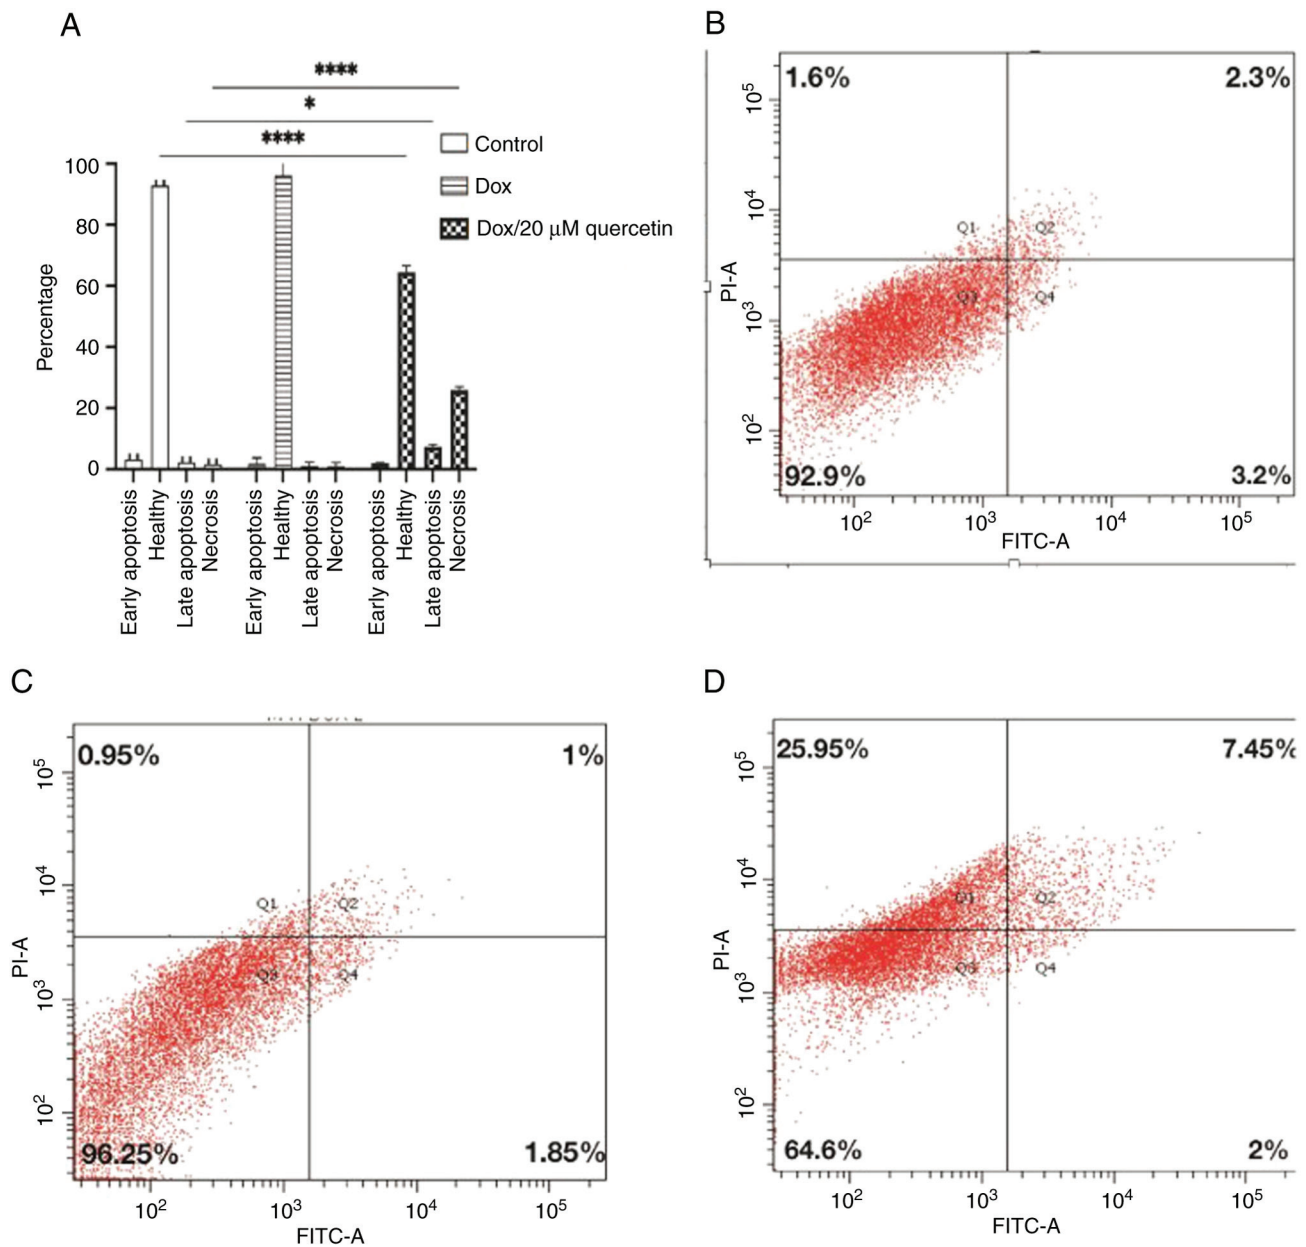 A
****
*
****
Control
Dox
Dox/20 μM quercetin
Percentage
100
80
60
40
20
0
Early apoptosis
Healthy
Late apoptosis
Necrosis
Early apoptosis
Healthy
Late apoptosis
Necrosis
Early apoptosis
Healthy
Late apoptosis
Necrosis
B
1.6%
2.3%
Q1
Q2
Q3
Q4
92.9%
3.2%
PI-A
10^5
10^4
10^3
10^2
10^2
10^3
10^4
10^5
FITC-A
C
0.95%
1%
Q1
Q2
Q3
Q4
96.25%
1.85%
PI-A
10^5
10^4
10^3
10^2
10^2
10^3
10^4
10^5
FITC-A
D
25.95%
7.45%
Q1
Q2
Q3
Q4
64.6%
2%
PI-A
10^5
10^4
10^3
10^2
10^2
10^3
10^4
10^5
FITC-A